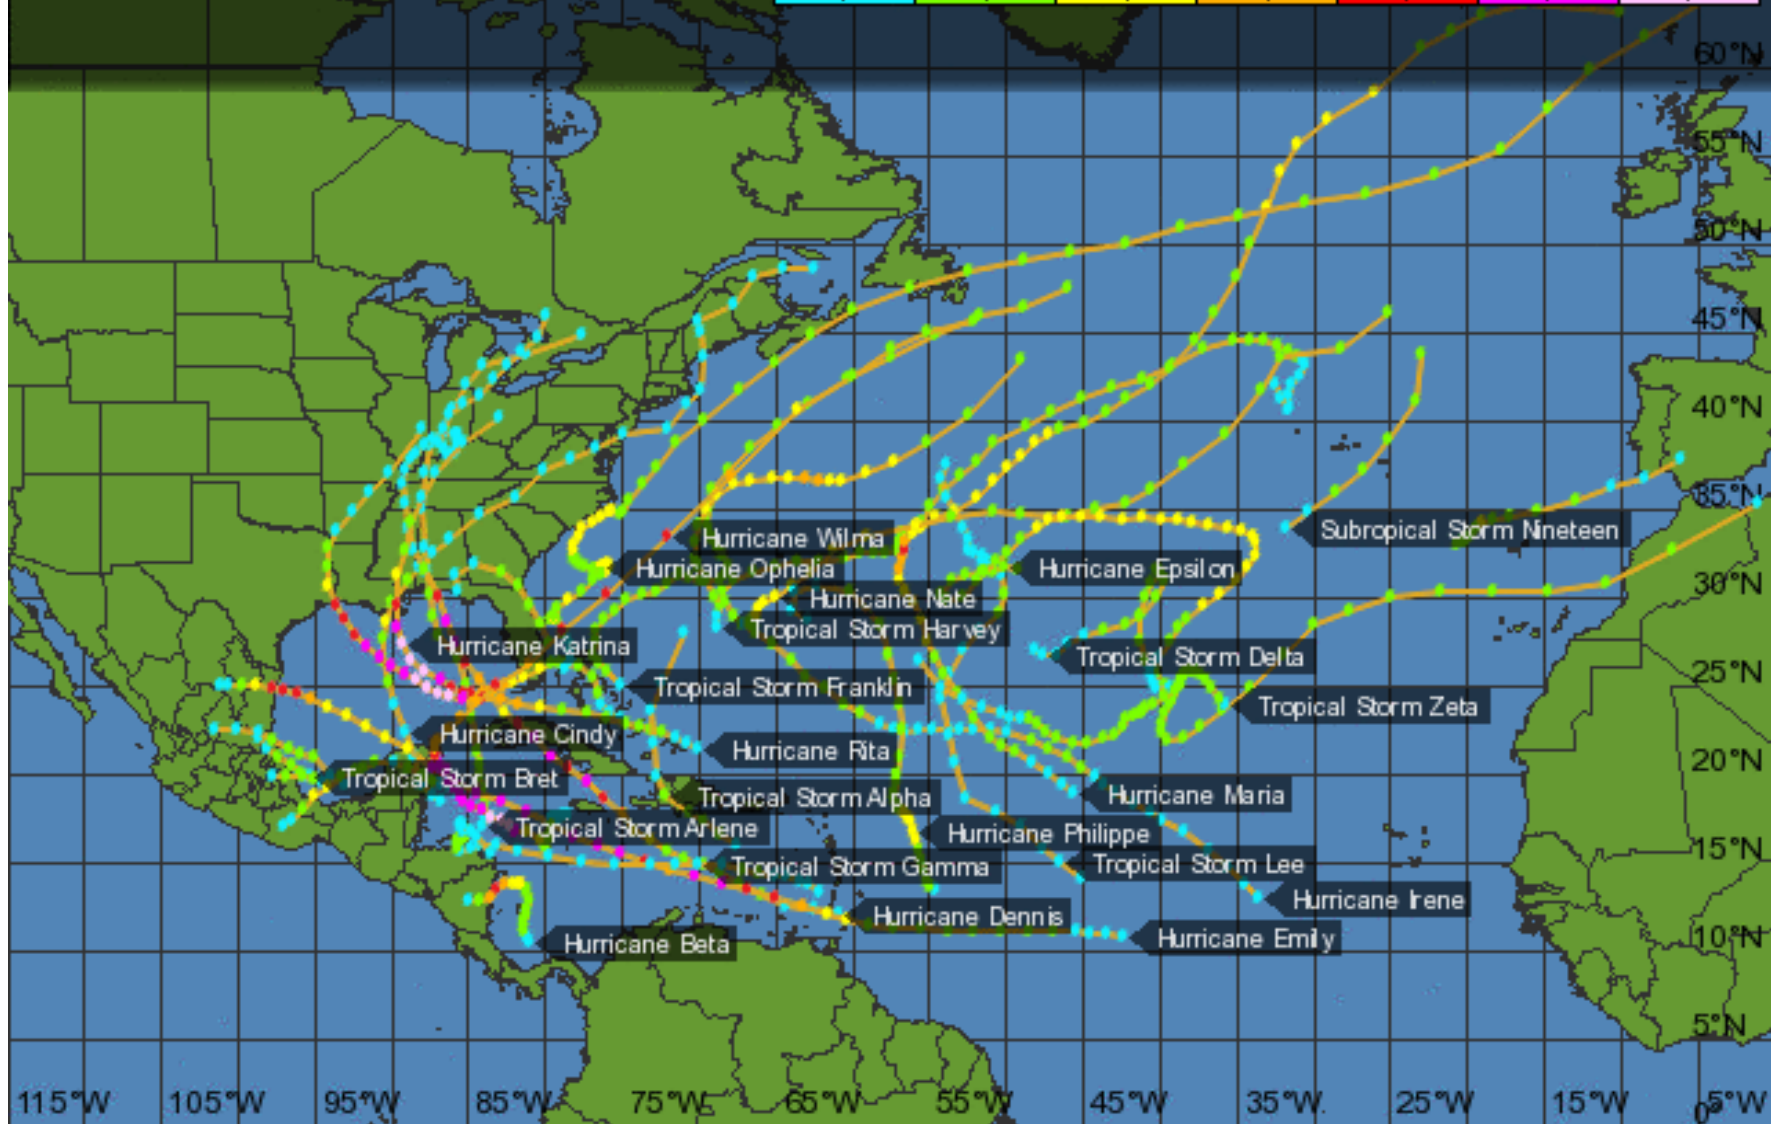 60°N
55°N
50°N
45°N
40°N
35°N
Subropical Storm Nineteen
Hurricane Wilma
Hurricane Ophelia
Hurricane Epsilon
30°N
Hurricane Nate
Tropical Storm Harvey
Hurricane Katrina
Tropical Storm Delta
25°N
Tropical Storm Franklin
Tropical Storm Zeta
Hurricane Cindy
Hurricane Rita
20°N
Tropical Storm Bret
Tropical Storm Alpha
Hurricane Maria
Tropical Storm Arlene
Hurricane Philippe
15°N
Tropical Storm Gamma
Tropical Storm Lee
Hurricane Irene
Hurricane Dennis
Hurricane Emily
10°N
Hurricane Beta
5°N
115°W 105°W 95°W 85°W 75°W 65°W 55°W 45°W 35°W 25°W 15°W 5°W
0°